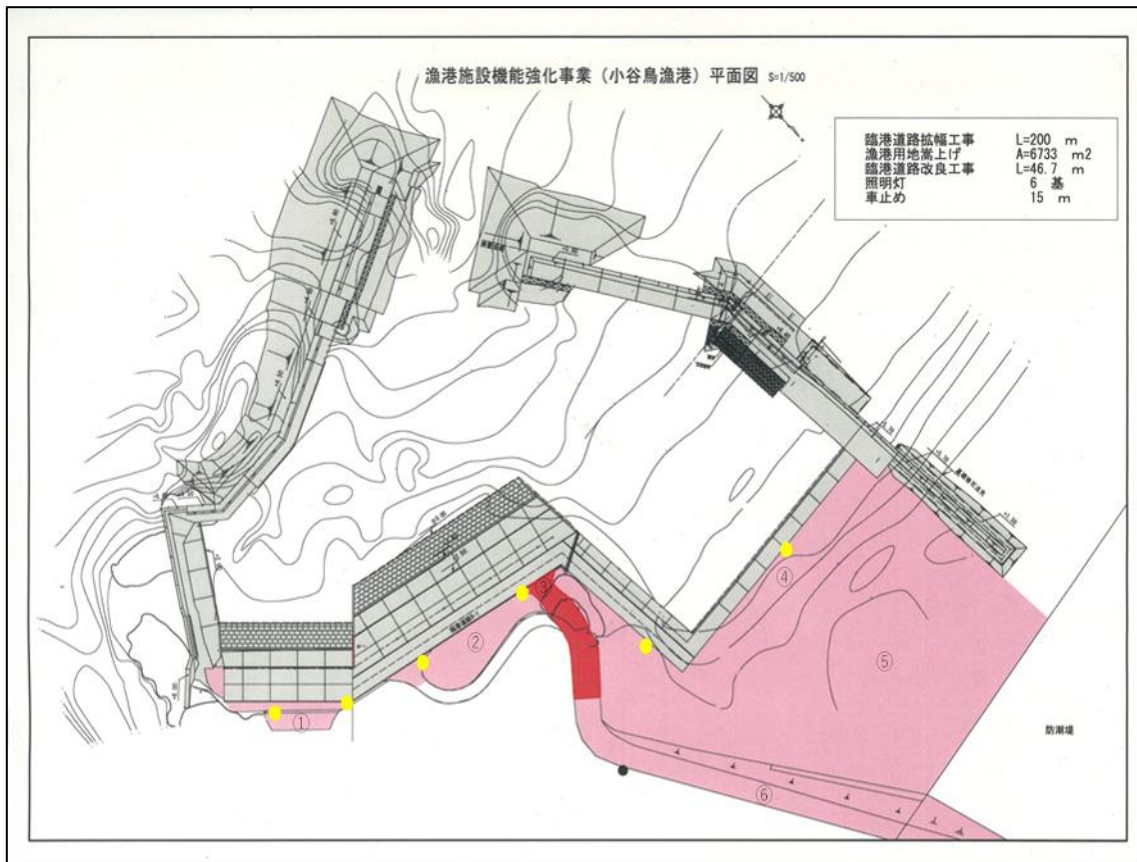 漁港施設機能強化事業（小谷鳥漁港）平面図 S=1/500
臨港道路拡幅工事 L=200 m
漁港用地嵩上げ A=6733 m2
臨港道路改良工事 L=46.7 m
照明灯 6 基
車止め 15 m
③
④
②
⑤
①
防潮堤
⑥